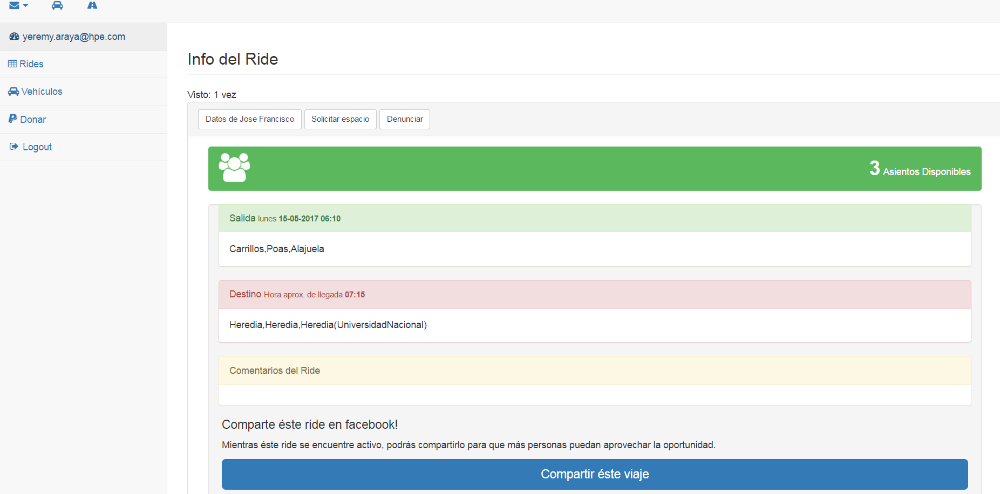 yeremy.araya@hpe.com
Rides
Vehículos
Donar
Logout
Info del Ride
Visto: 1 vez
Datos de Jose Francisco
Solicitar espacio
Denunciar
3 Asientos Disponibles
Salida lunes 15-05-2017 06:10
Carrillos,Poas,Alajuela
Destino Hora aprox. de llegada 07:15
Heredia,Heredia,Heredia(UniversidadNacional)
Comentarios del Ride
Comparte éste ride en facebook!
Mientras éste ride se encuentre activo, podrás compartirlo para que más personas puedan aprovechar la oportunidad.
Compartir éste viaje